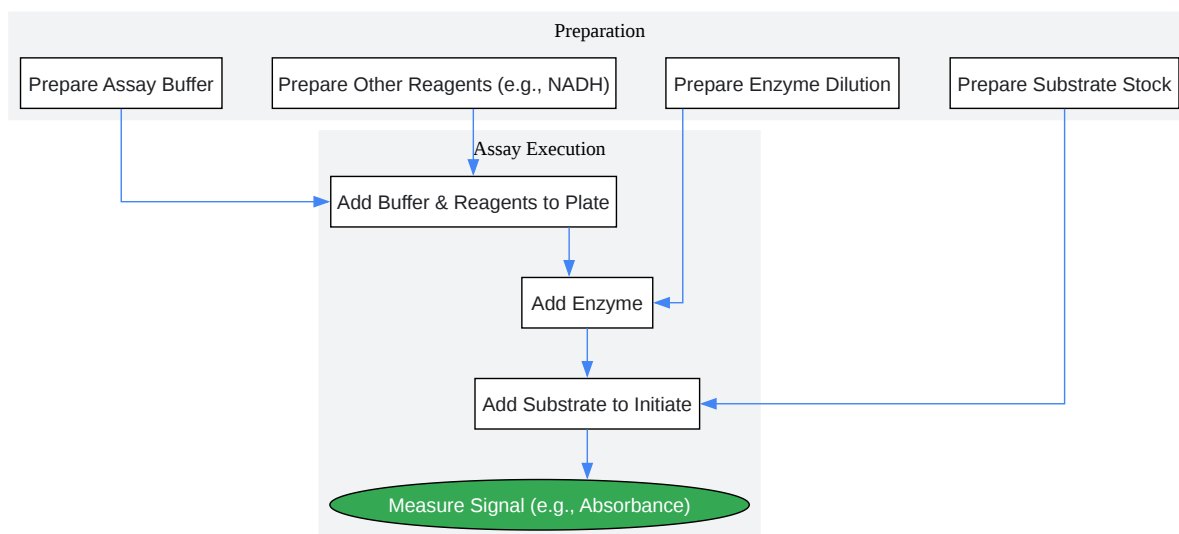 Preparation
Prepare Assay Buffer
Prepare Other Reagents (e.g., NADH)
Prepare Enzyme Dilution
Prepare Substrate Stock
Assay Execution
Add Buffer & Reagents to Plate
Add Enzyme
Add Substrate to Initiate
Measure Signal (e.g., Absorbance)